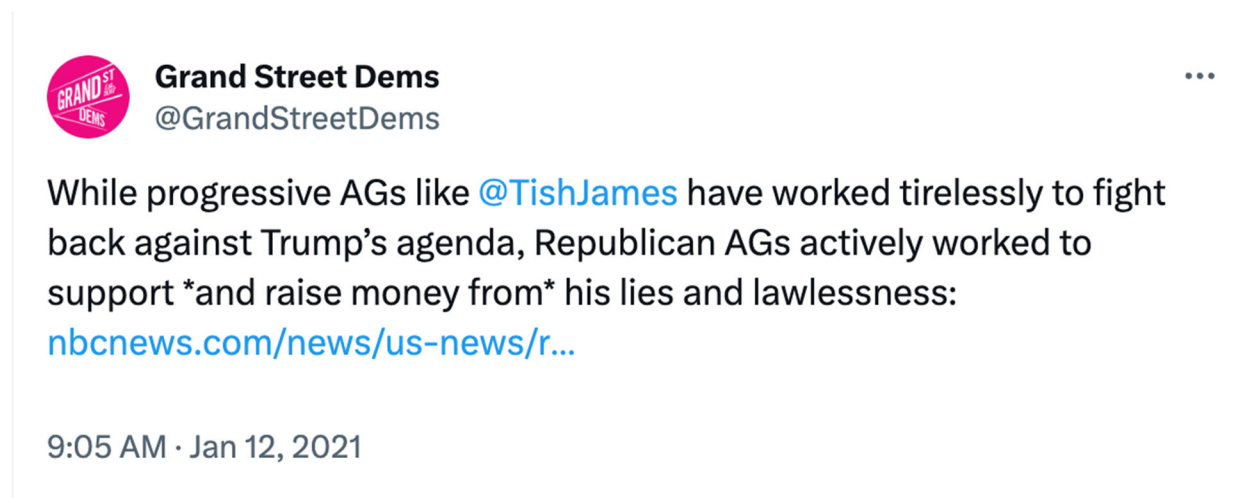 GRAND ST
DEMS
Grand Street Dems
@GrandStreetDems
While progressive AGs like @TishJames have worked tirelessly to fight
back against Trump’s agenda, Republican AGs actively worked to
support *and raise money from* his lies and lawlessness:
nbcnews.com/news/us-news/r...
9:05 AM · Jan 12, 2021